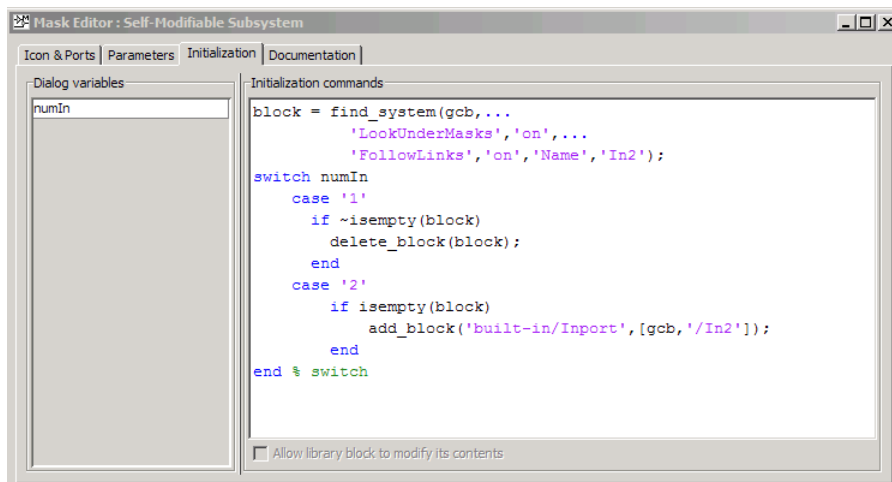 Mask Editor : Self-Modifiable Subsystem
Icon & Ports Parameters Initialization Documentation
Dialog variables
numIn
Initialization commands
block = find_system(gcb,...
'LookUnderMasks','on',...
'FollowLinks','on','Name','In2');
switch numIn
case '1'
if ~isempty(block)
delete_block(block);
end
case '2'
if isempty(block)
add_block('built-in/Inport',[gcb,'/In2']);
end
end % switch
Allow library block to modify its contents